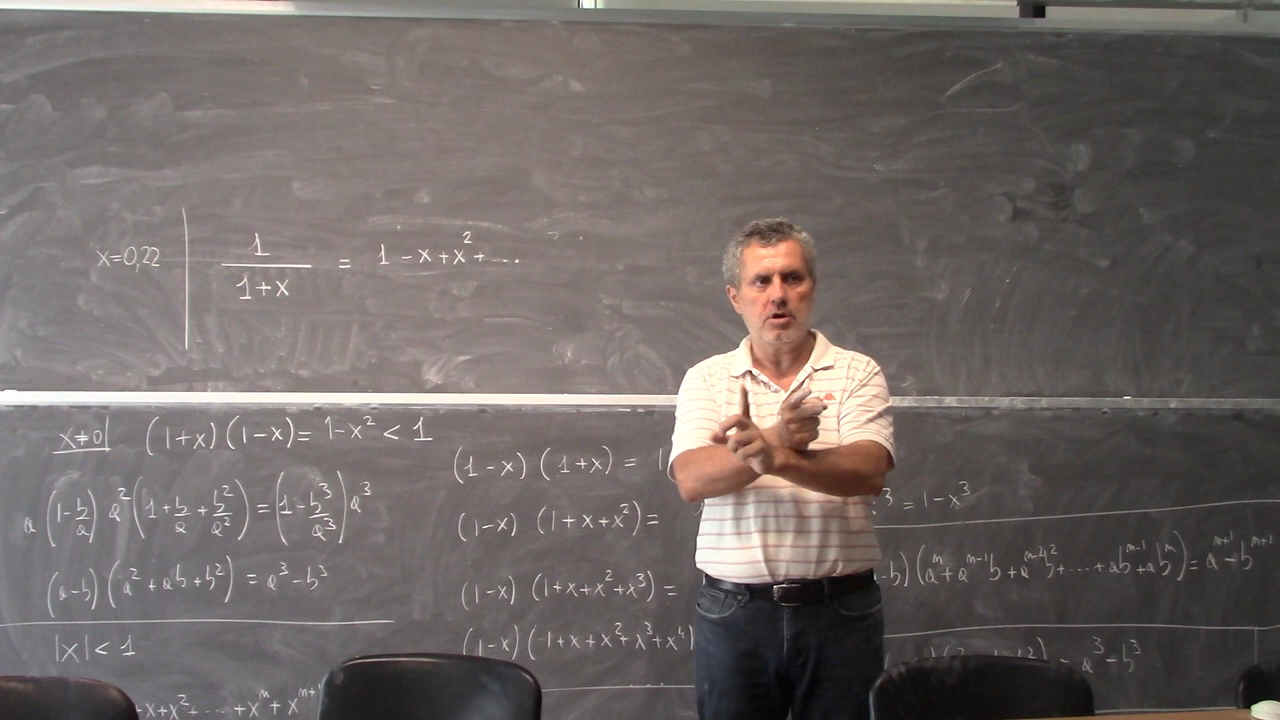 x=0,22 | 1/(1+x) = 1 - x + x² + ....
x≠0 (1+x)(1-x) = 1-x² < 1
a (1 - b/a) a² (1 + b/a + b²/a²) = (1 - b³/a³) a³
(a-b) (a² + ab + b²) = a³ - b³
|x| < 1
+x+x²+...+xᵐ+xᵐ⁺¹
(1-x) (1+x) = 1
(1-x) (1+x+x²) =
(1-x) (1+x+x²+x³) =
(1-x) (1+x+x²+x³+x⁴)
³ = 1-x³
-b) (aᵐ+aᵐ⁻¹b+aᵐ⁻²b²+...+abᵐ⁻¹+abᵐ) = aᵐ⁺¹-bᵐ⁺¹
= a³-b³